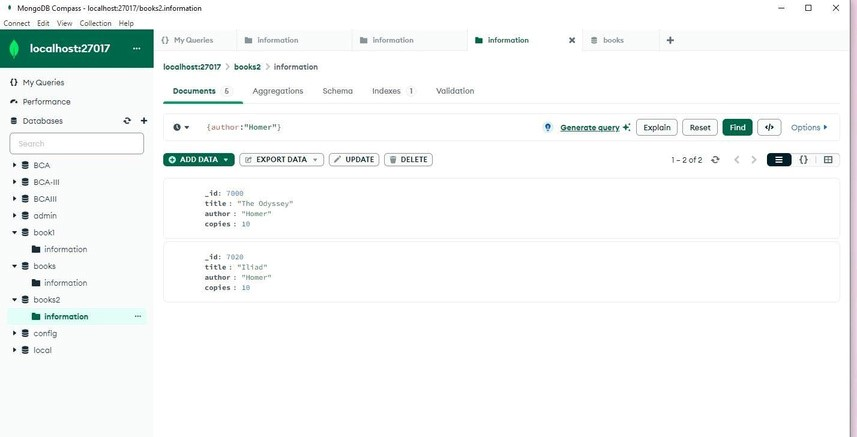 MongoDB Compass - localhost:27017/books2.information
Connect Edit View Collection Help
localhost:27017 ...
{} My Queries
Performance
Databases
Search
BCA
BCA-III
BCAIII
admin
book1
information
books
information
books2
information ...
config
local
{} My Queries information information information books
localhost:27017 > books2 > information
Documents 5 Aggregations Schema Indexes 1 Validation
{author:"Homer"} Generate query Explain Reset Find </> Options
ADD DATA EXPORT DATA UPDATE DELETE 1 – 2 of 2 {}
_id: 7000
title : "The Odyssey"
author : "Homer"
copies : 10
_id: 7020
title : "Iliad"
author : "Homer"
copies : 10